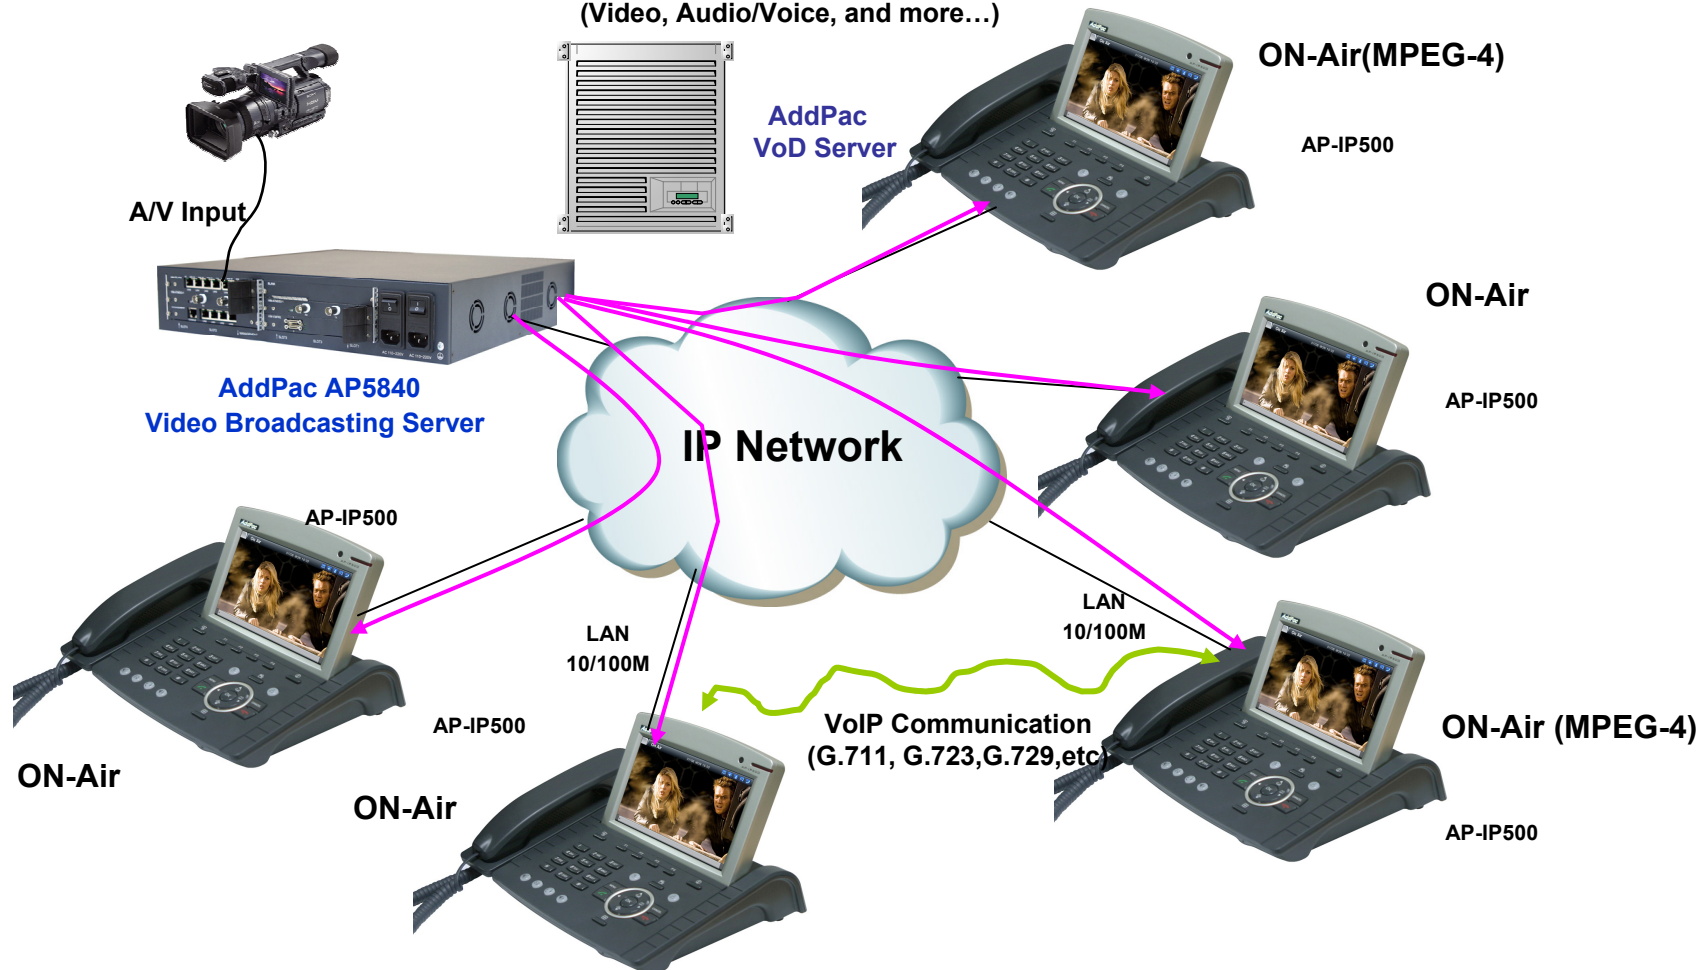 (Video, Audio/Voice, and more…)
ON-Air(MPEG-4)
AddPac
VoD Server
AP-IP500
A/V Input
ON-Air
AddPac AP5840
Video Broadcasting Server
AP-IP500
IP Network
AP-IP500
LAN
10/100M
LAN
10/100M
AP-IP500
VoIP Communication
(G.711, G.723,G.729,etc)
ON-Air (MPEG-4)
ON-Air
ON-Air
AP-IP500